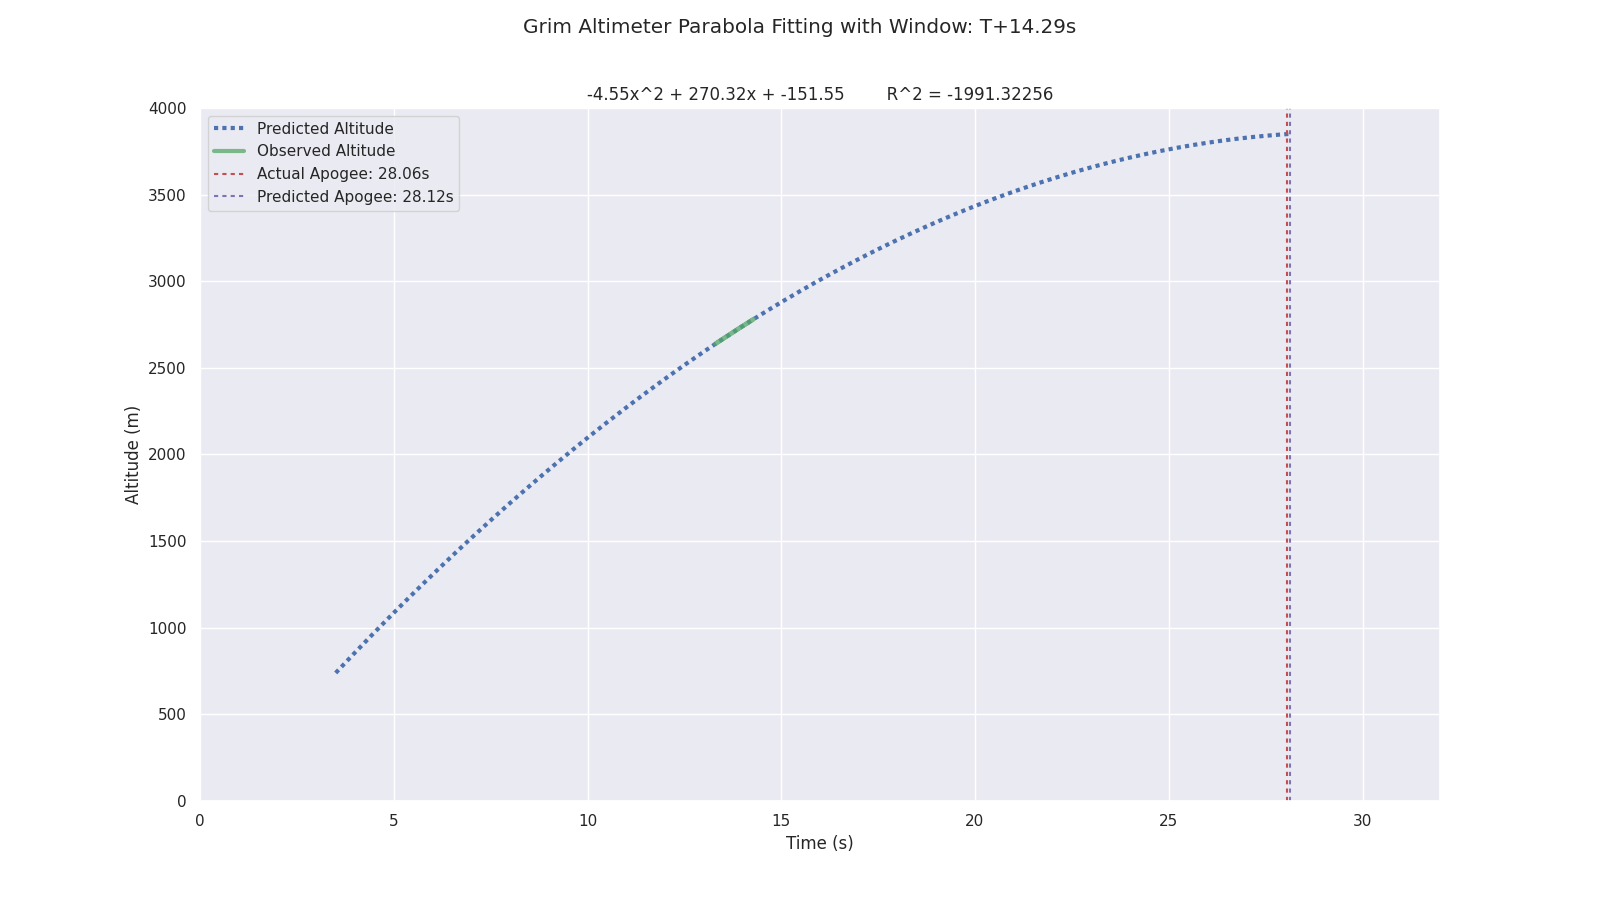 Grim Altimeter Parabola Fitting with Window: T+14.29s
-4.55x^2 + 270.32x + -151.55 R^2 = -1991.32256
Predicted Altitude
Observed Altitude
Actual Apogee: 28.06s
Predicted Apogee: 28.12s
4000
3500
3000
2500
2000
1500
1000
500
0
Altitude (m)
0 5 10 15 20 25 30
Time (s)